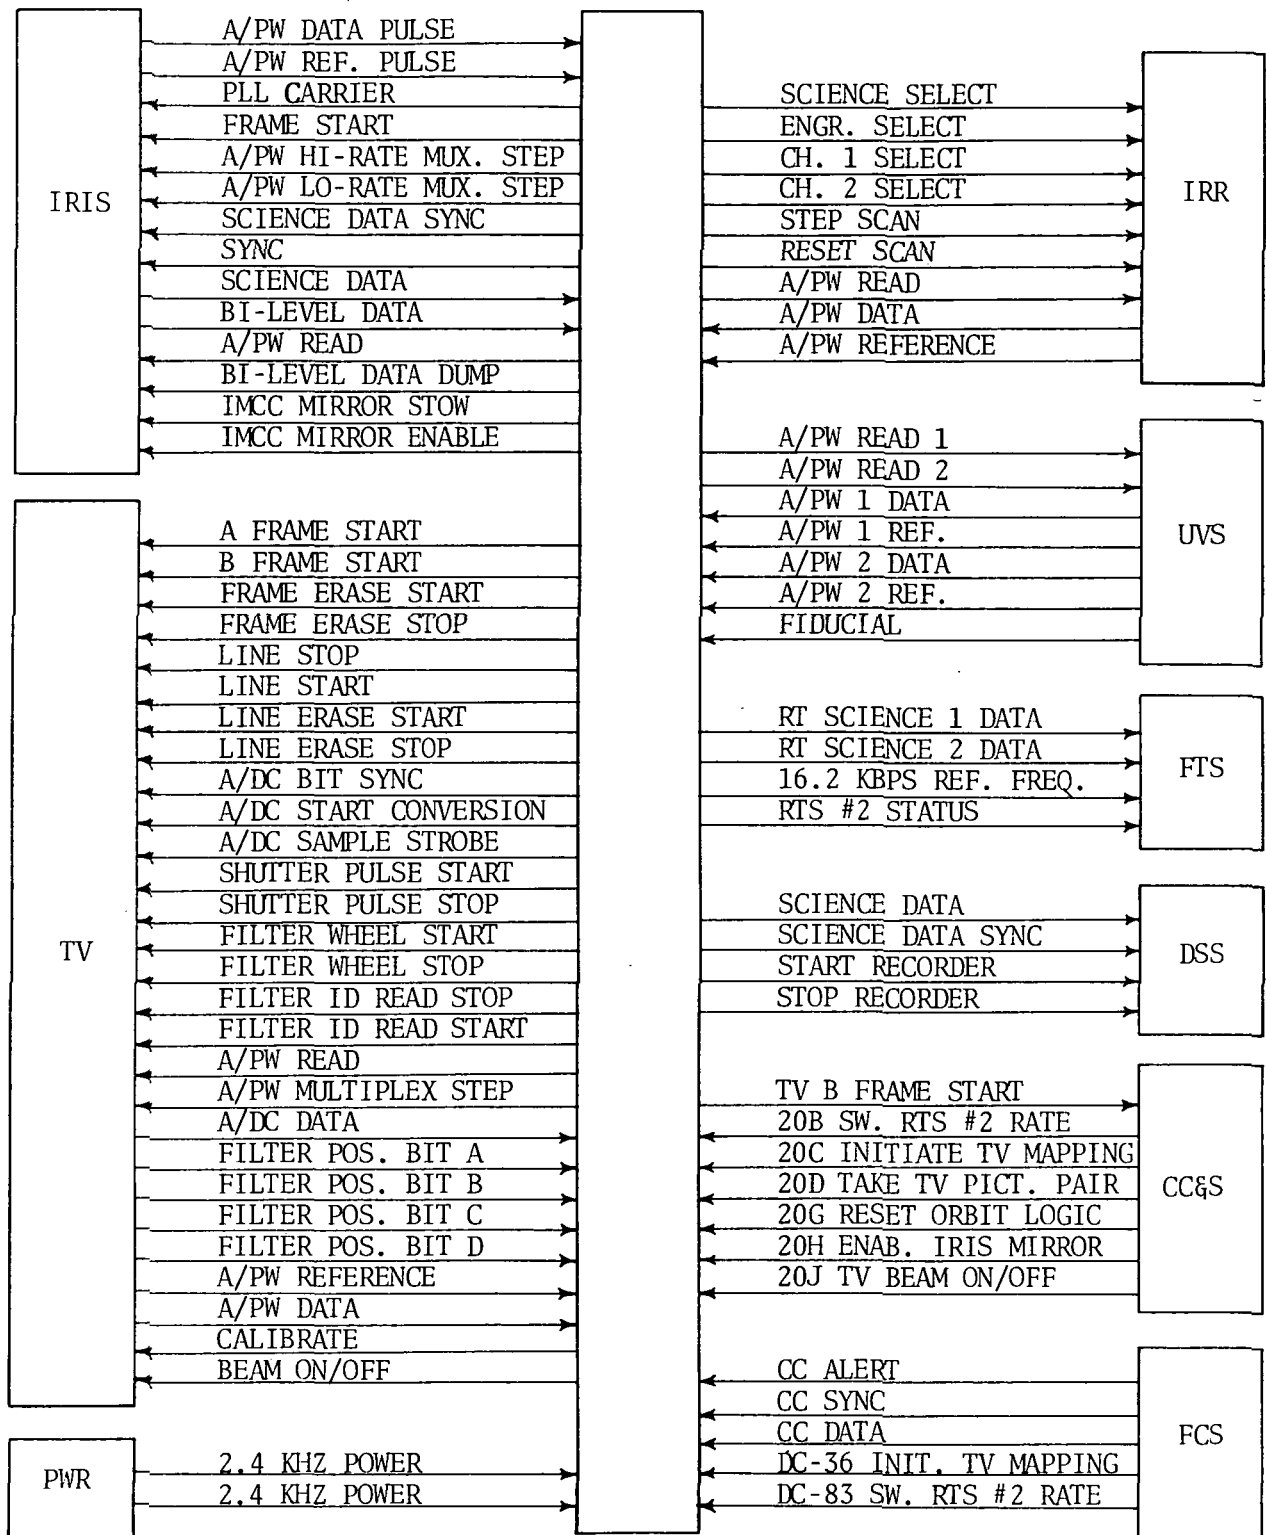 IRIS
A/PW DATA PULSE
A/PW REF. PULSE
PLL CARRIER
FRAME START
A/PW HI-RATE MUX. STEP
A/PW LO-RATE MUX. STEP
SCIENCE DATA SYNC
SYNC
SCIENCE DATA
BI-LEVEL DATA
A/PW READ
BI-LEVEL DATA DUMP
IMCC MIRROR STOW
IMCC MIRROR ENABLE
TV
A FRAME START
B FRAME START
FRAME ERASE START
FRAME ERASE STOP
LINE STOP
LINE START
LINE ERASE START
LINE ERASE STOP
A/DC BIT SYNC
A/DC START CONVERSION
A/DC SAMPLE STROBE
SHUTTER PULSE START
SHUTTER PULSE STOP
FILTER WHEEL START
FILTER WHEEL STOP
FILTER ID READ STOP
FILTER ID READ START
A/PW READ
A/PW MULTIPLEX STEP
A/DC DATA
FILTER POS. BIT A
FILTER POS. BIT B
FILTER POS. BIT C
FILTER POS. BIT D
A/PW REFERENCE
A/PW DATA
CALIBRATE
BEAM ON/OFF
PWR
2.4 KHZ POWER
2.4 KHZ POWER
SCIENCE SELECT
ENGR. SELECT
CH. 1 SELECT
CH. 2 SELECT
STEP SCAN
RESET SCAN
A/PW READ
A/PW DATA
A/PW REFERENCE
IRR
A/PW READ 1
A/PW READ 2
A/PW 1 DATA
A/PW 1 REF.
A/PW 2 DATA
A/PW 2 REF.
FIDUCIAL
UVS
RT SCIENCE 1 DATA
RT SCIENCE 2 DATA
16.2 KBPS REF. FREQ.
RTS #2 STATUS
FTS
SCIENCE DATA
SCIENCE DATA SYNC
START RECORDER
STOP RECORDER
DSS
TV B FRAME START
20B SW. RTS #2 RATE
20C INITIATE TV MAPPING
20D TAKE TV PICT. PAIR
20G RESET ORBIT LOGIC
20H ENAB. IRIS MIRROR
20J TV BEAM ON/OFF
CC&S
CC ALERT
CC SYNC
CC DATA
DC-36 INIT. TV MAPPING
DC-83 SW. RTS #2 RATE
FCS